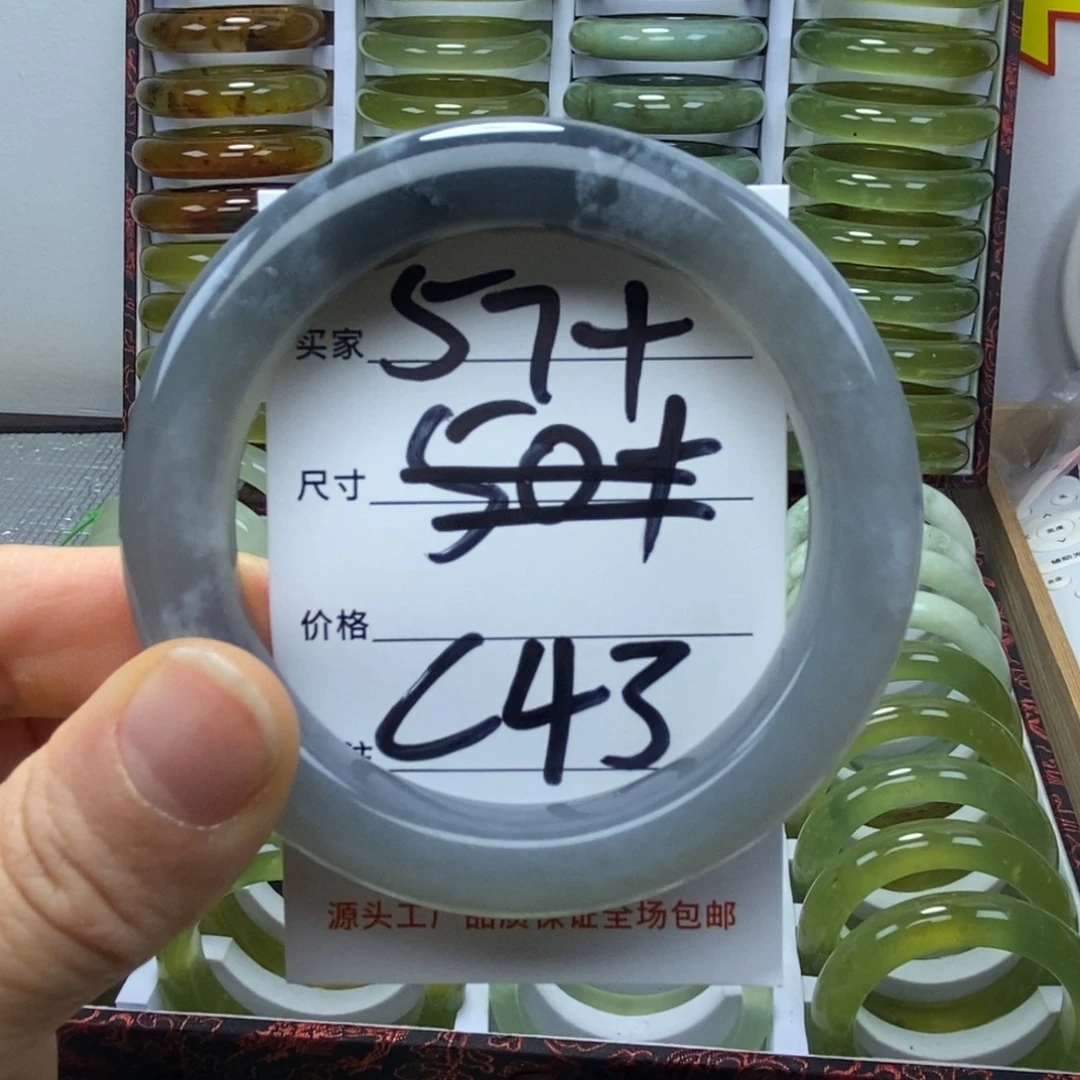 买家 57+
尺寸 50+
价格
C43
源头工厂品质保证全场包邮